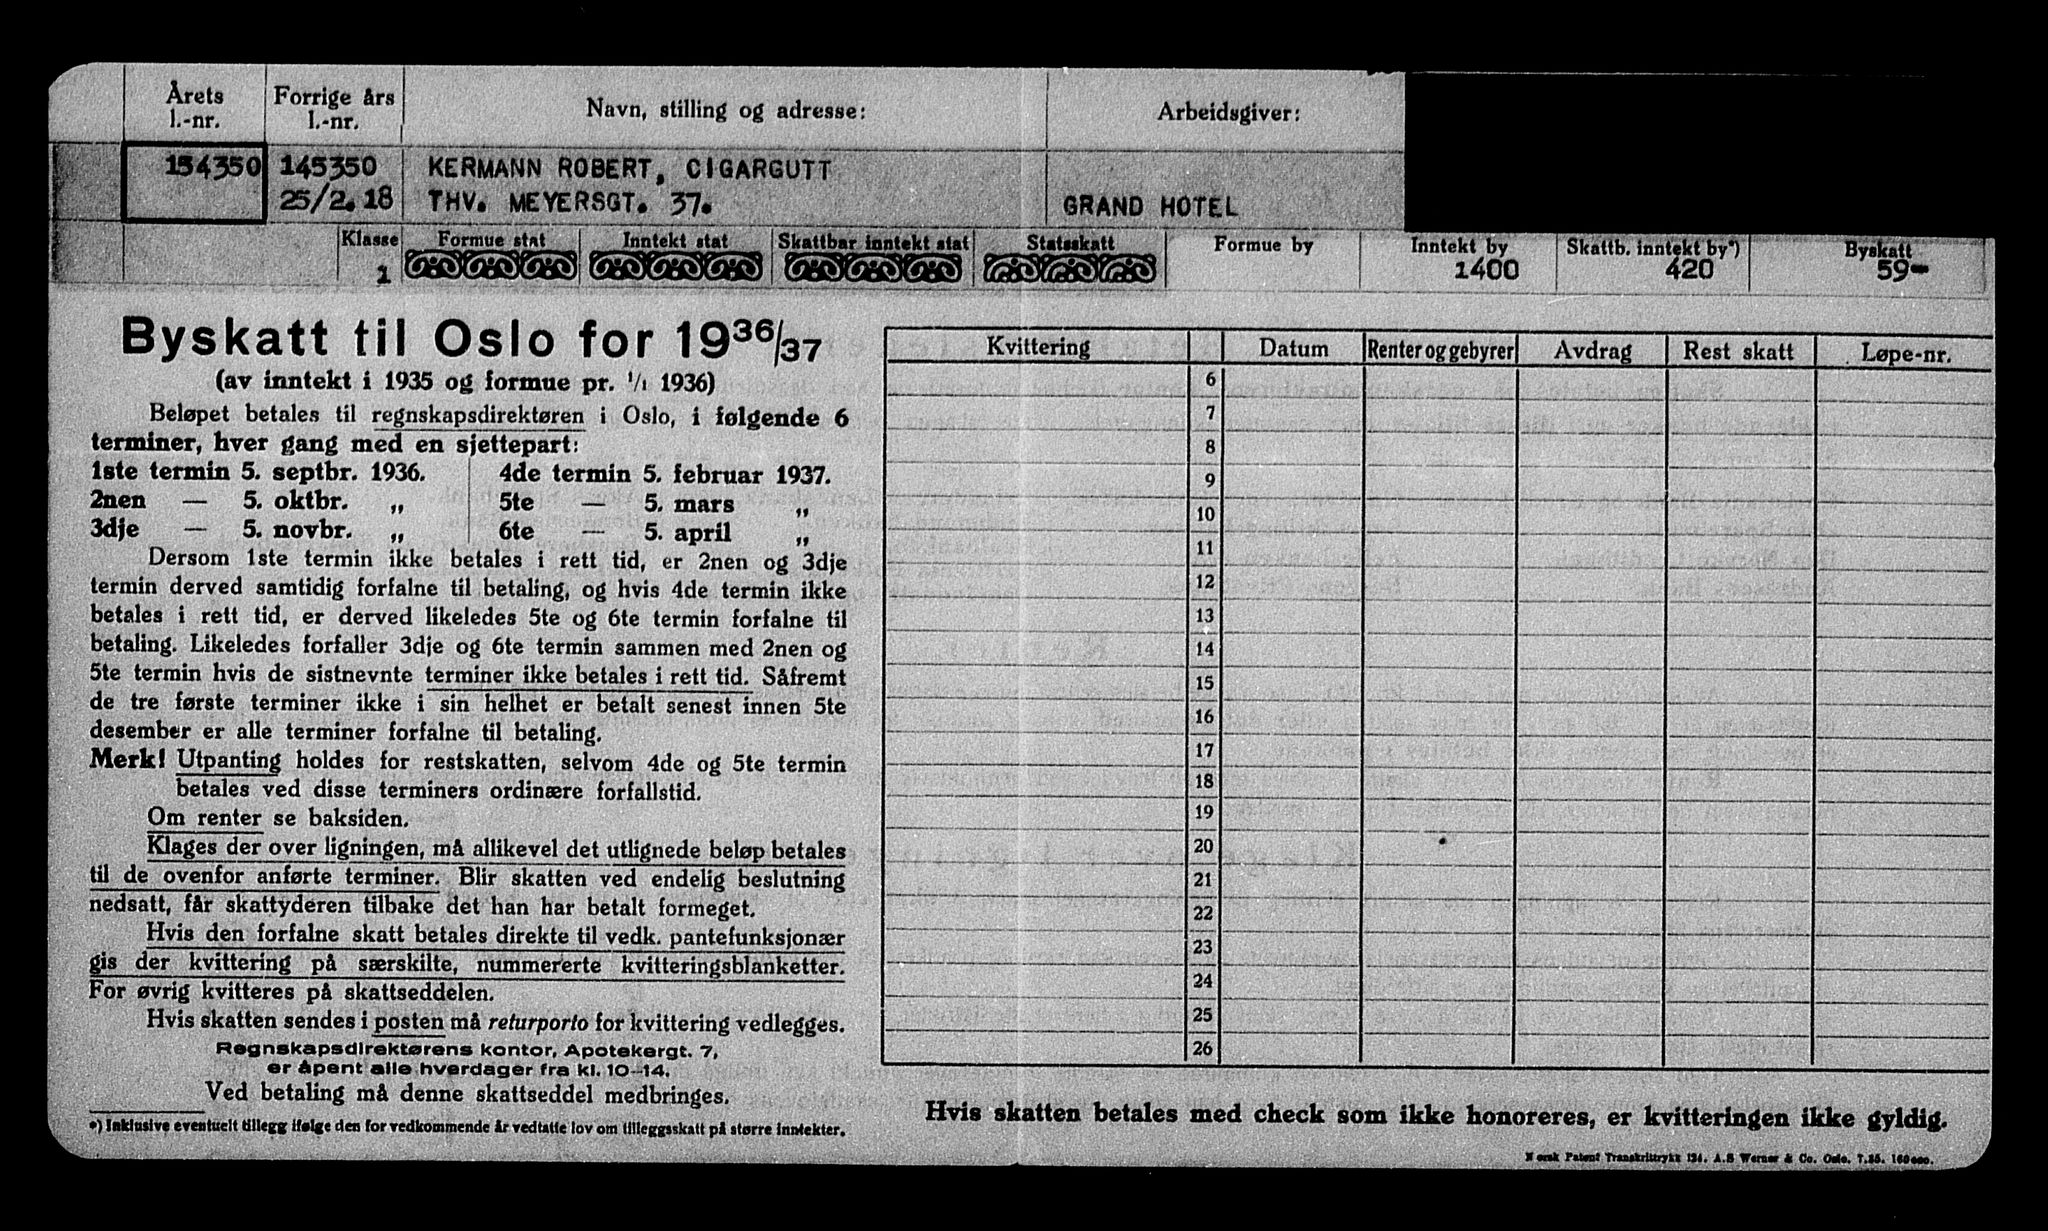 Årets l.-nr. Forrige års l.-nr. Navn, stilling og adresse: Arbeidsgiver:
154350 145350 KERMANN ROBERT, CIGARGUTT
25/2.18 THV. MEYERSGT. 37. GRAND HOTEL
Klasse Formue stat Inntekt stat Skattbar inntekt stat Statsskatt Formue by Inntekt by Skattb. inntekt by*) Byskatt
1 1400 420 59-
Byskatt til Oslo for 1936/37
(av inntekt i 1935 og formue pr. 1/1 1936)
Beløpet betales til regnskapsdirektøren i Oslo, i følgende 6
terminer, hver gang med en sjettepart:
1ste termin 5. septbr. 1936. 4de termin 5. februar 1937.
2nen — 5. oktbr. „ 5te — 5. mars „
3dje — 5. novbr. „ 6te — 5. april „
Dersom 1ste termin ikke betales i rett tid, er 2nen og 3dje
termin derved samtidig forfalne til betaling, og hvis 4de termin ikke
betales i rett tid, er derved likeledes 5te og 6te termin forfalne til
betaling. Likeledes forfaller 3dje og 6te termin sammen med 2nen og
5te termin hvis de sistnevnte terminer ikke betales i rett tid. Såfremt
de tre første terminer ikke i sin helhet er betalt senest innen 5te
desember er alle terminer forfalne til betaling.
Merk! Utpanting holdes for restskatten, selvom 4de og 5te termin
betales ved disse terminers ordinære forfallstid.
Om renter se baksiden.
Klages der over ligningen, må allikevel det utlignede beløp betales
til de ovenfor anførte terminer. Blir skatten ved endelig beslutning
nedsatt, får skattyderen tilbake det han har betalt formeget.
Hvis den forfalne skatt betales direkte til vedk. pantefunksjonær
gis der kvittering på særskilte, nummererte kvitteringsblanketter.
For øvrig kvitteres på skattseddelen.
Hvis skatten sendes i posten må returporto for kvittering vedlegges.
Regnskapsdirektørens kontor, Apotekergt. 7,
er åpent alle hverdager fra kl. 10-14.
Ved betaling må denne skattseddel medbringes.
*) Inklusive eventuelt tillegg ifølge den for vedkommende år vedtatte lov om tilleggsskatt på større inntekter.
Kvittering Datum Renter og gebyrer Avdrag Rest skatt Løpe-nr.
6
7
8
9
10
11
12
13
14
15
16
17
18
19
20
21
22
23
24
25
26
Hvis skatten betales med check som ikke honoreres, er kvitteringen ikke gyldig.
Norsk Patent Transkrittrykk 124. A.S Werner & Co. Oslo.